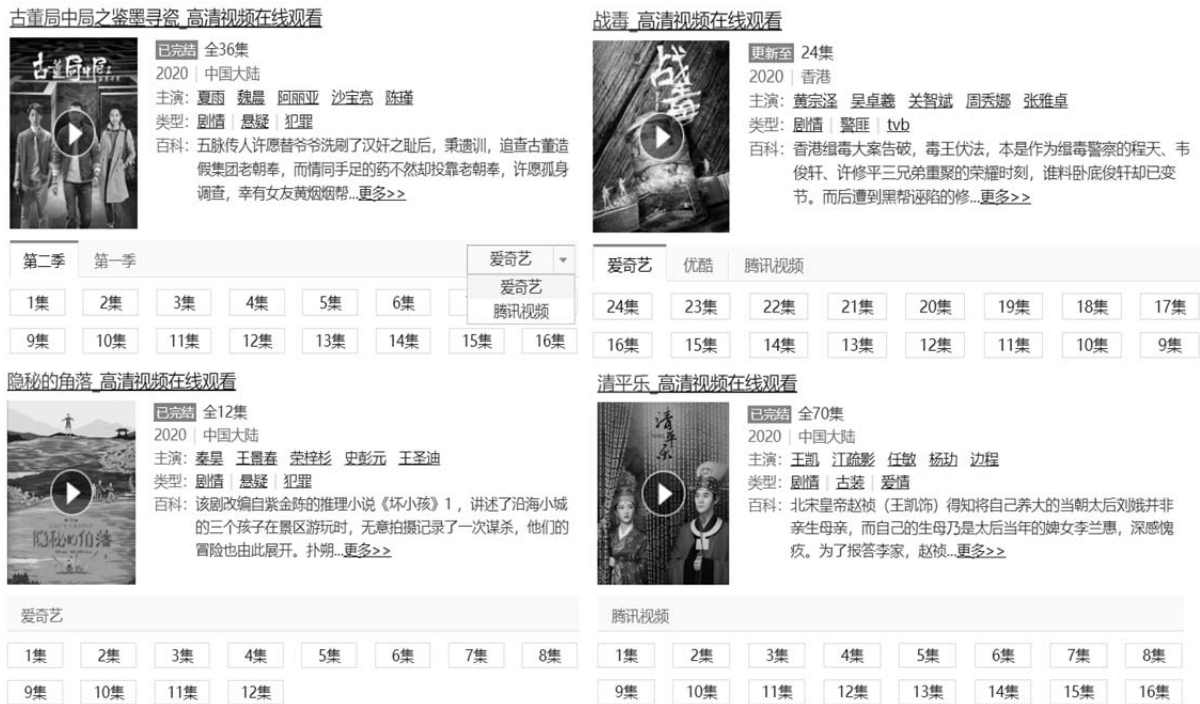 古董局中局之鉴墨寻瓷_高清视频在线观看
古董局中局
已完结 全36集
2020 | 中国大陆
主演: 夏雨 魏晨 阿丽亚 沙宝亮 陈瑾
类型: 剧情 | 悬疑 | 犯罪
百科: 五脉传人许愿替爷爷洗刷了汉奸之耻后，秉遗训，追查古董造
假集团老朝奉，而情同手足的药不然却投靠老朝奉，许愿孤身
调查，幸有女友黄烟烟帮...更多>>
第二季 第一季 爱奇艺
爱奇艺
腾讯视频
1集 2集 3集 4集 5集 6集
9集 10集 11集 12集 13集 14集 15集 16集
战毒_高清视频在线观看
战毒
更新至 24集
2020 | 香港
主演: 黄宗泽 吴卓羲 关智斌 周秀娜 张雅卓
类型: 剧情 | 警匪 | tvb
百科: 香港缉毒大案告破，毒王伏法，本是作为缉毒警察的程天、韦
俊轩、许修平三兄弟重聚的荣耀时刻，谁料卧底俊轩却已变
节。而后遭到黑帮诬陷的修...更多>>
爱奇艺 优酷 腾讯视频
24集 23集 22集 21集 20集 19集 18集 17集
16集 15集 14集 13集 12集 11集 10集 9集
隐秘的角落_高清视频在线观看
隐秘的角落
已完结 全12集
2020 | 中国大陆
主演: 秦昊 王景春 荣梓杉 史彭元 王圣迪
类型: 剧情 | 悬疑 | 犯罪
百科: 该剧改编自紫金陈的推理小说《坏小孩》1，讲述了沿海小城
的三个孩子在景区游玩时，无意拍摄记录了一次谋杀，他们的
冒险也由此展开。扑朔...更多>>
爱奇艺
1集 2集 3集 4集 5集 6集 7集 8集
9集 10集 11集 12集
清平乐_高清视频在线观看
清平乐
已完结 全70集
2020 | 中国大陆
主演: 王凯 江疏影 任敏 杨玏 边程
类型: 剧情 | 古装 | 爱情
百科: 北宋皇帝赵祯（王凯饰）得知将自己养大的当朝太后刘娥并非
亲生母亲，而自己的生母乃是太后当年的婢女李兰惠，深感愧
疚。为了报答李家，赵祯...更多>>
腾讯视频
1集 2集 3集 4集 5集 6集 7集 8集
9集 10集 11集 12集 13集 14集 15集 16集